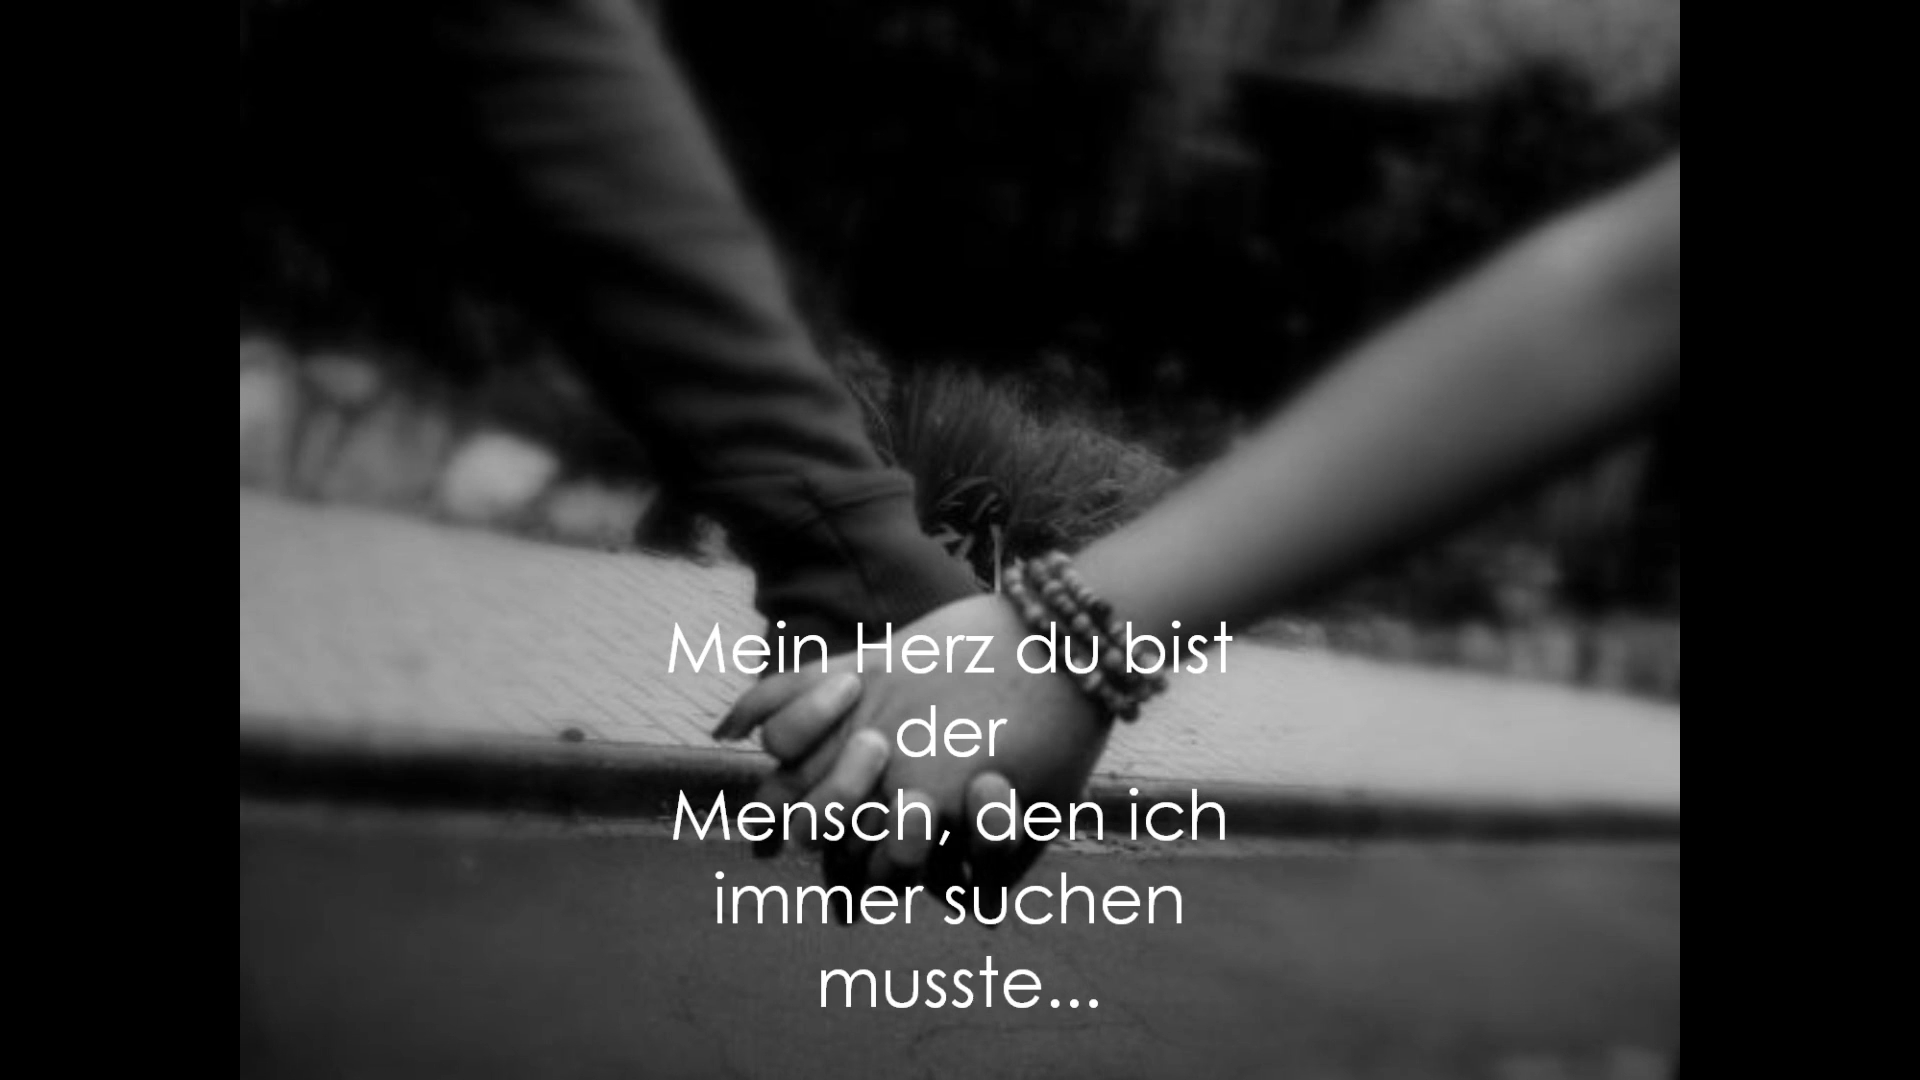 Mein Herz du bist
der
Mensch, den ich
immer suchen
musste...